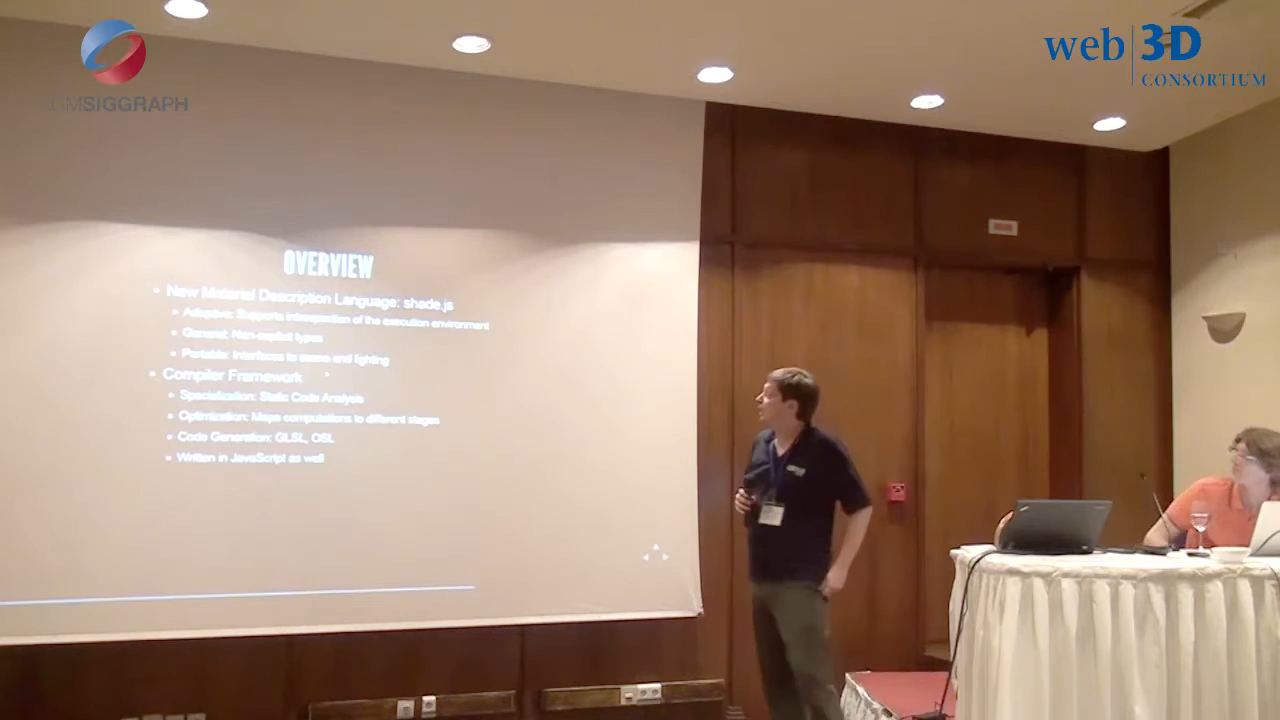 ACMSIGGRAPH
web 3D
CONSORTIUM
OVERVIEW
New Material Description Language: shade.js
Adaptive: Supports introspection of the execution environment
General: Non-explicit types
Portable: Interfaces to scene and lighting
Compiler Framework
Specialization: Static Code Analysis
Optimization: Maps computations to different stages
Code Generation: GLSL, OSL
Written in JavaScript as well